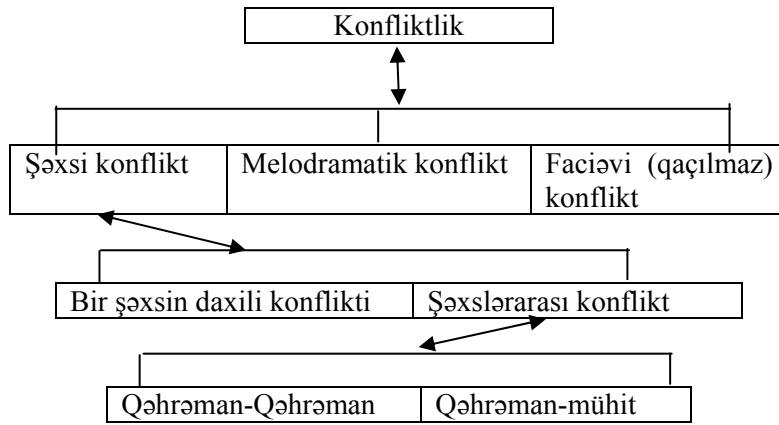 Konfliktlik
Şəxsi konflikt
Melodramatik konflikt
Faciəvi (qaçılmaz)
konflikt
Bir şəxsin daxili konflikti
Şəxslərarası konflikt
Qəhrəman-Qəhrəman
Qəhrəman-mühit